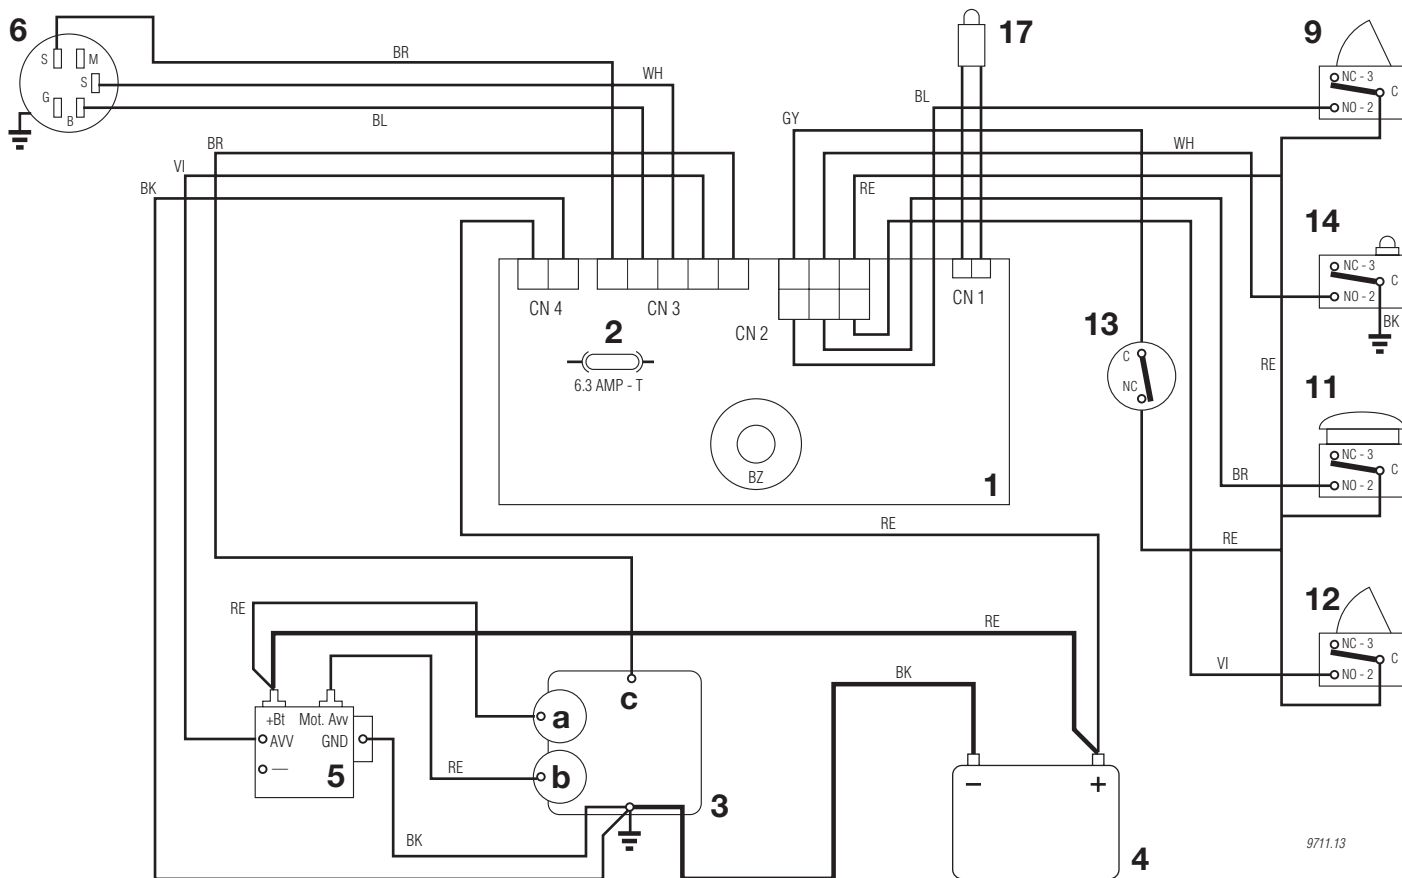 6
S
M
S
G
B
BR
WH
BL
BR
VI
BK
17
BL
GY
WH
RE
9
NC - 3
C
NO - 2
14
NC - 3
C
NO - 2
BK
CN 4
CN 3
CN 2
CN 1
2
6.3 AMP - T
BZ
1
13
C
NC
RE
11
NC - 3
C
NO - 2
BR
RE
RE
12
NC - 3
C
NO - 2
VI
RE
RE
BK
+Bt
Mot. Avv
AVV
GND
—
5
a
b
c
3
RE
BK
–
+
4
9711.13